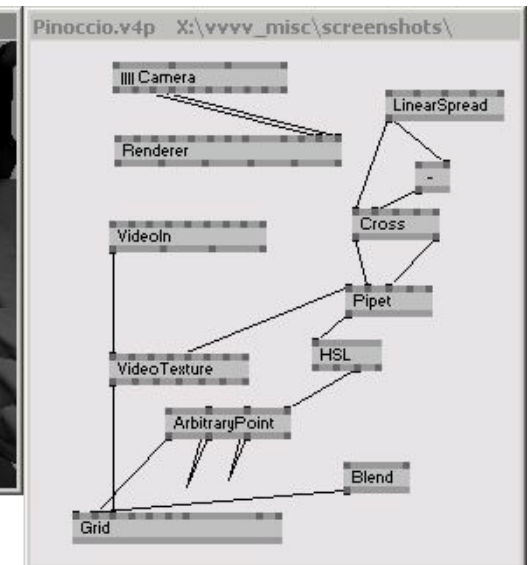 Pinoccio.v4p X:\vvvv_misc\screenshots\
Camera
LinearSpread
Renderer
-
Cross
VideoIn
Pipet
HSL
VideoTexture
ArbitraryPoint
Blend
Grid